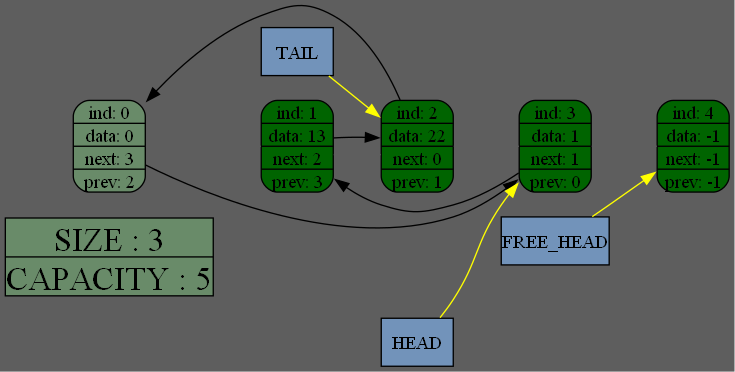 TAIL
ind: 0
data: 0
next: 3
prev: 2
ind: 1
data: 13
next: 2
prev: 3
ind: 2
data: 22
next: 0
prev: 1
ind: 3
data: 1
next: 1
prev: 0
ind: 4
data: -1
next: -1
prev: -1
SIZE : 3
CAPACITY : 5
FREE_HEAD
HEAD